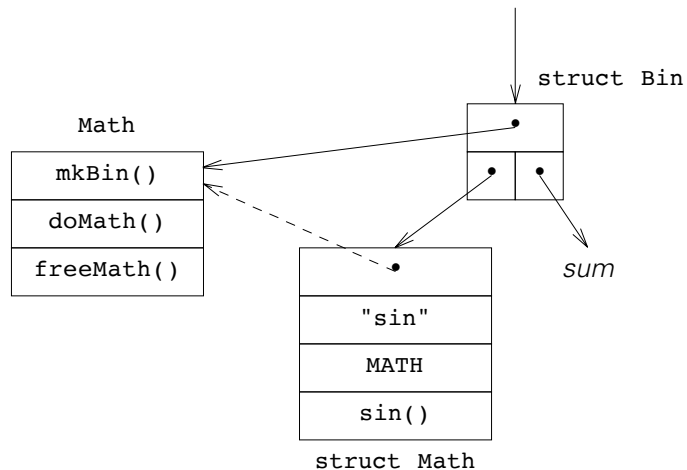 struct Bin
Math
mkBin()
doMath()
freeMath()
sum
"sin"
MATH
sin()
struct Math